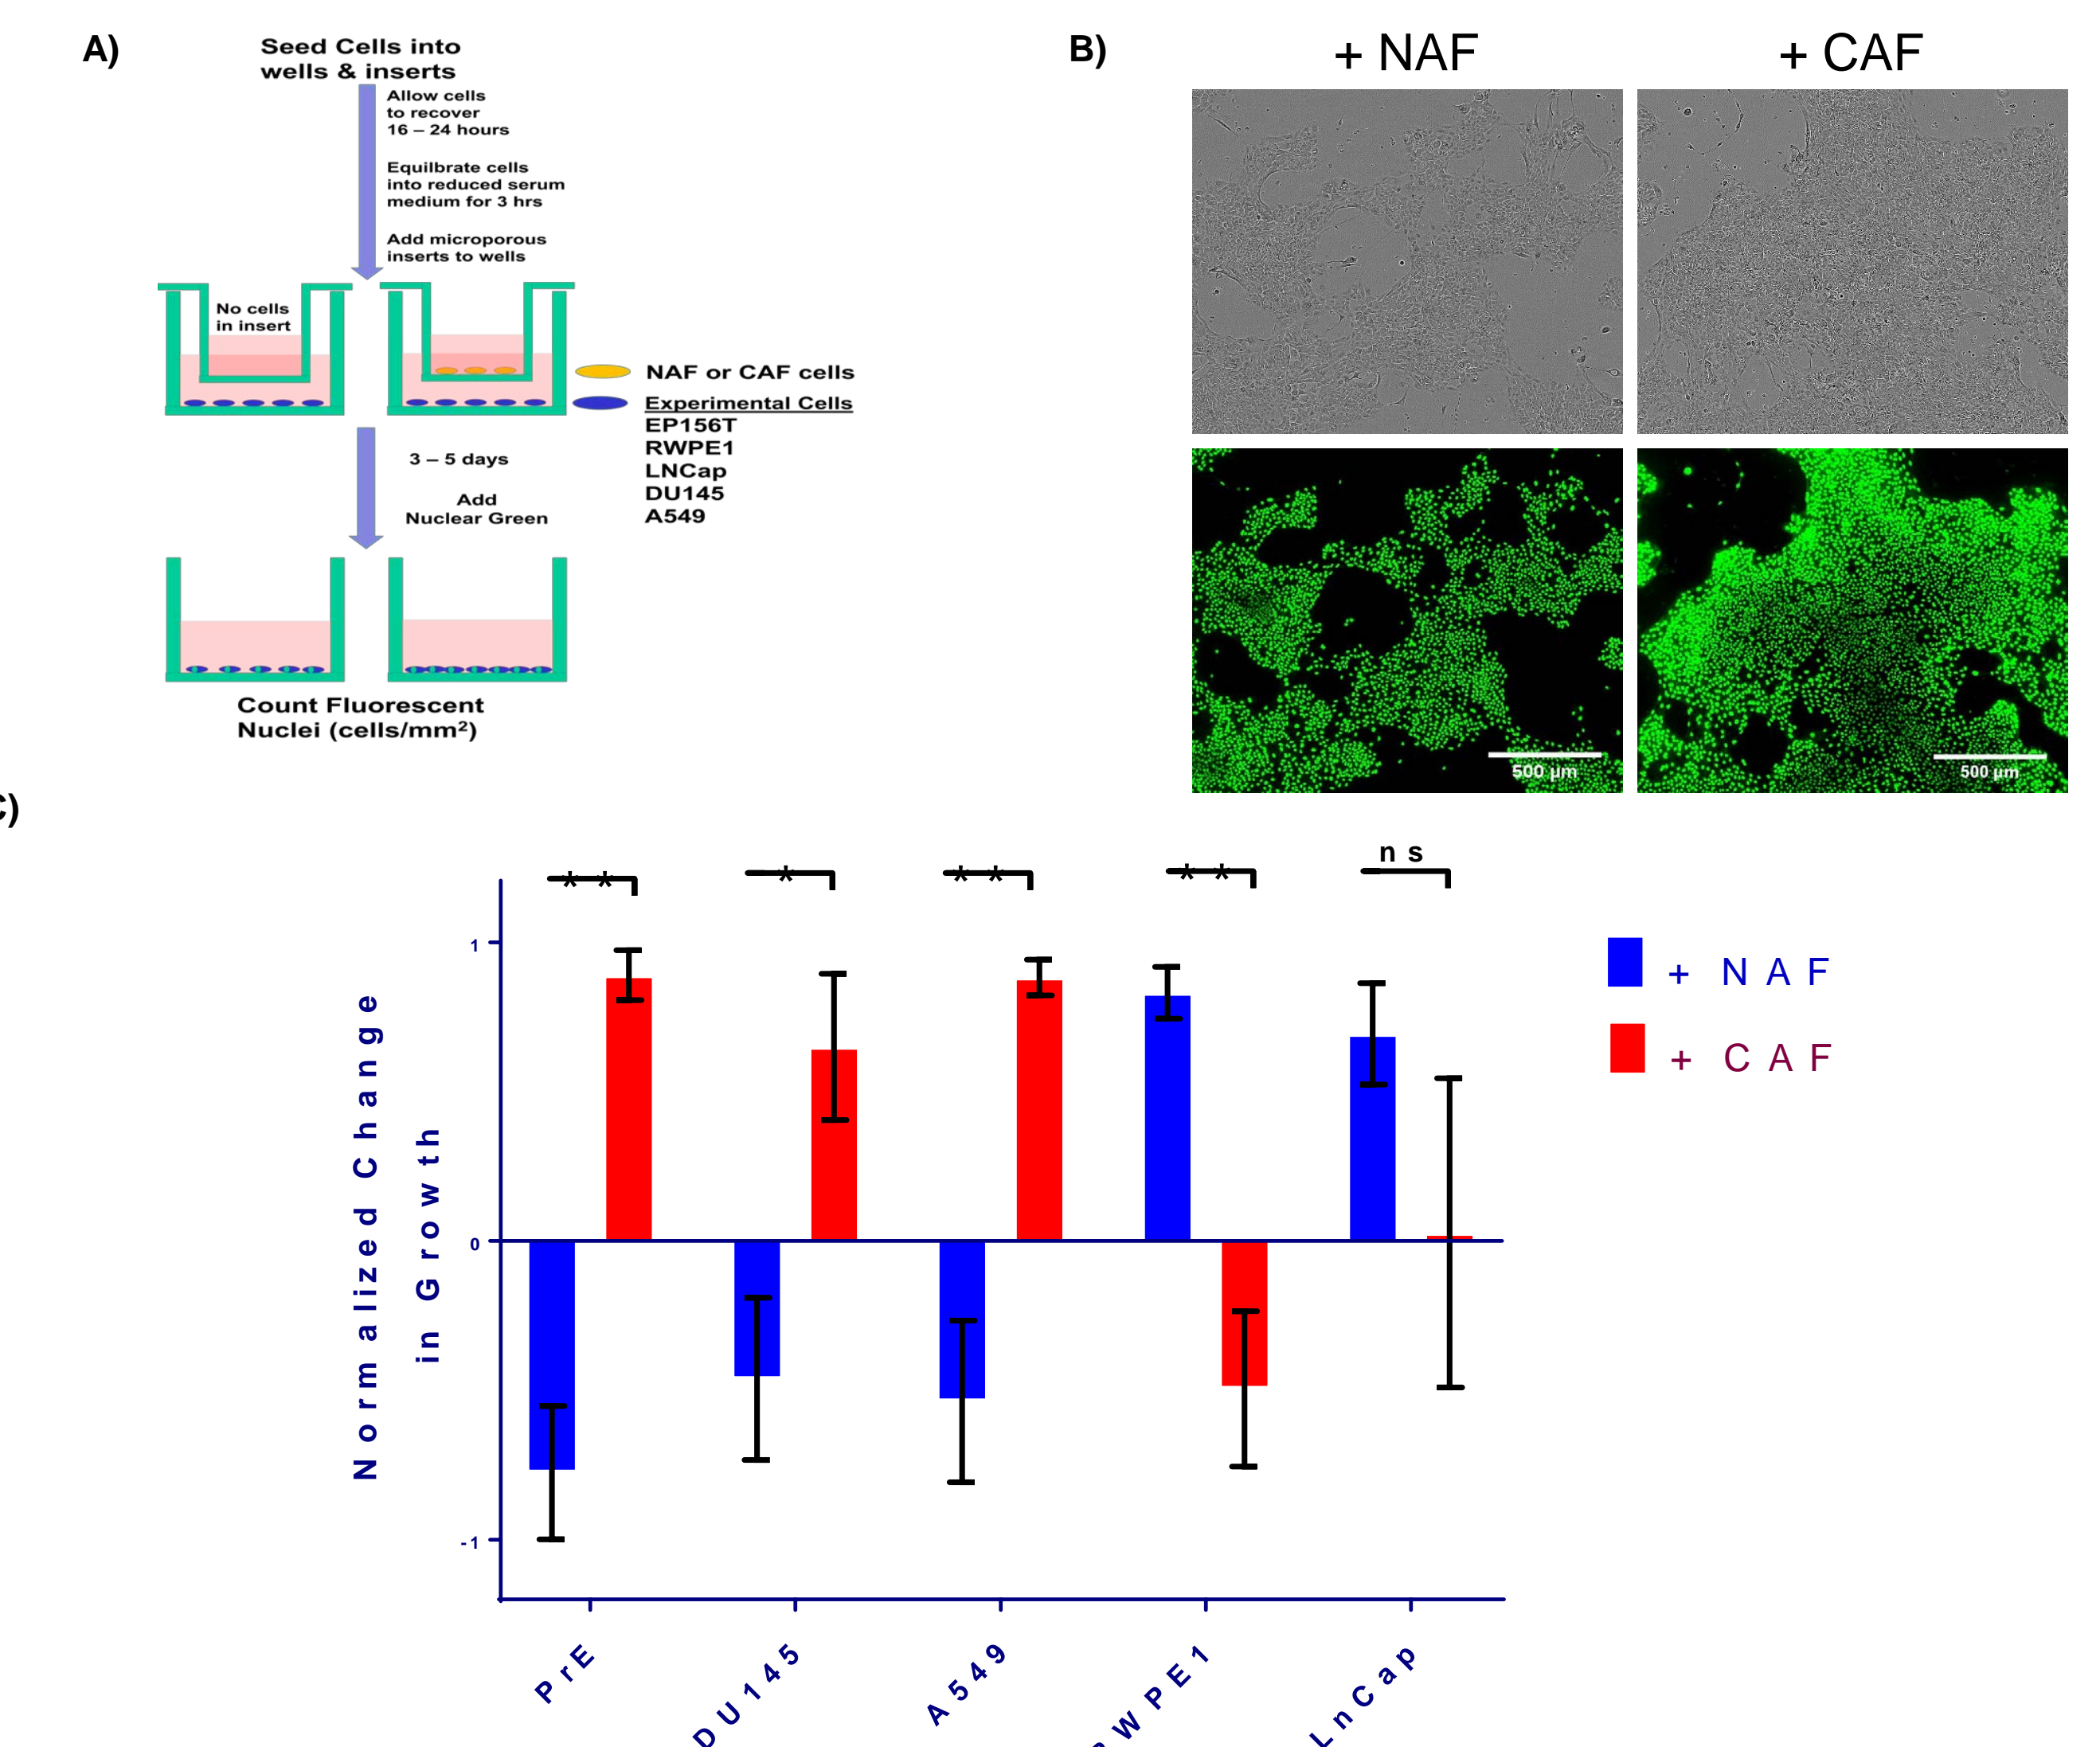 A)
Seed Cells into
wells & inserts
Allow cells
to recover
16 – 24 hours
Equilbrate cells
into reduced serum
medium for 3 hrs
Add microporous
inserts to wells
No cells
in insert
NAF or CAF cells
Experimental Cells
EP156T
RWPE1
LNCap
DU145
A549
3 – 5 days
Add
Nuclear Green
Count Fluorescent
Nuclei (cells/mm²)
B)
+ NAF
+ CAF
500 µm
500 µm
C)
Normalized Change
in Growth
1
0
-1
**
*
**
**
ns
+ NAF
+ CAF
PrE
DU145
A549
RWPE1
LnCap